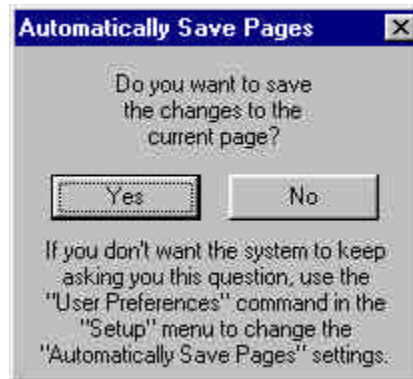 Automatically Save Pages
Do you want to save
the changes to the
current page?
Yes No
If you don't want the system to keep
asking you this question, use the
"User Preferences" command in the
"Setup" menu to change the
"Automatically Save Pages" settings.